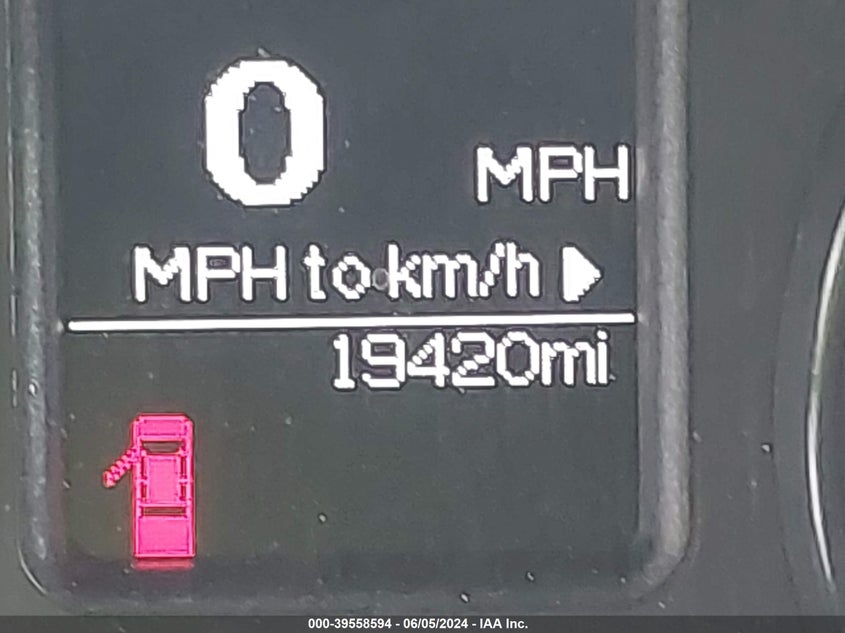 0
MPH
MPH to km/h ▶
19420mi
000-39558594 - 06/05/2024 - IAA Inc.